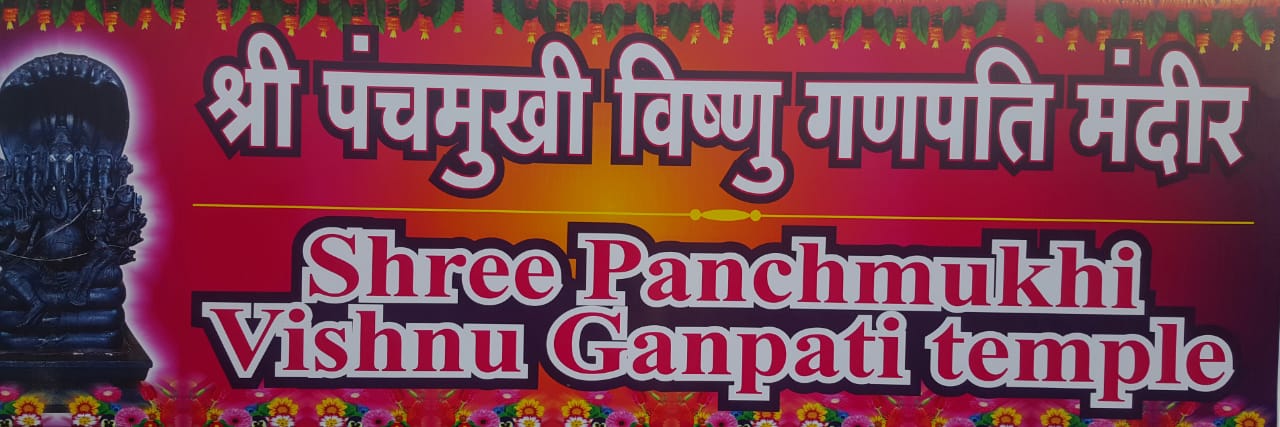 श्री पंचमुखी विष्णु गणपति मंदीर
Shree Panchmukhi
Vishnu Ganpati temple